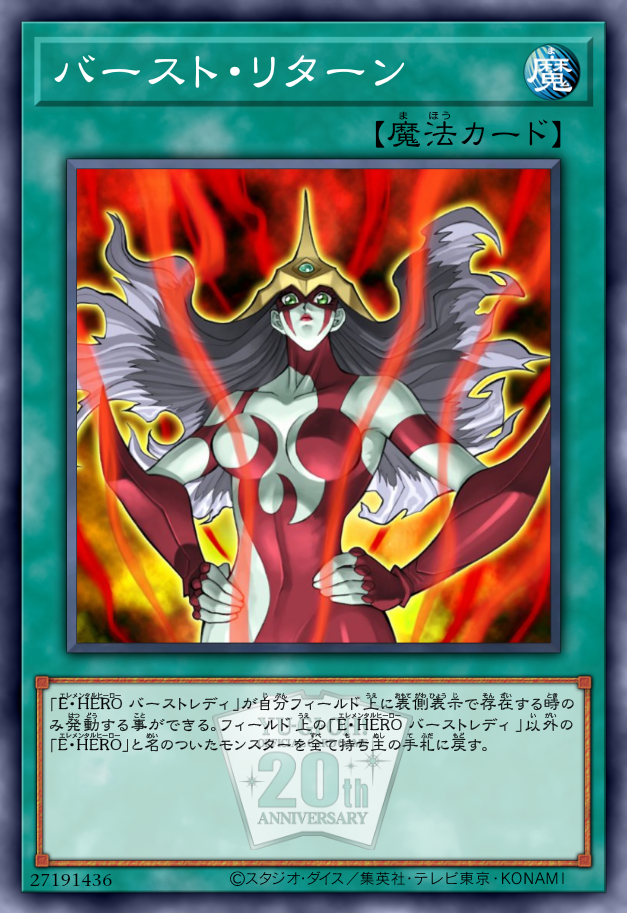 バースト・リターン
魔
ま
【魔法カード】
ま ほう
「E・HERO バーストレディ」が自分フィールド上に表側表示で存在する時の
み発動する事ができる。フィールド上の「E・HERO バーストレディ」以外の
「E・HERO」と名のついたモンスターを全て持ち主の手札に戻す。
20th
ANNIVERSARY
27191436
©スタジオ・ダイス／集英社・テレビ東京・KONAMI